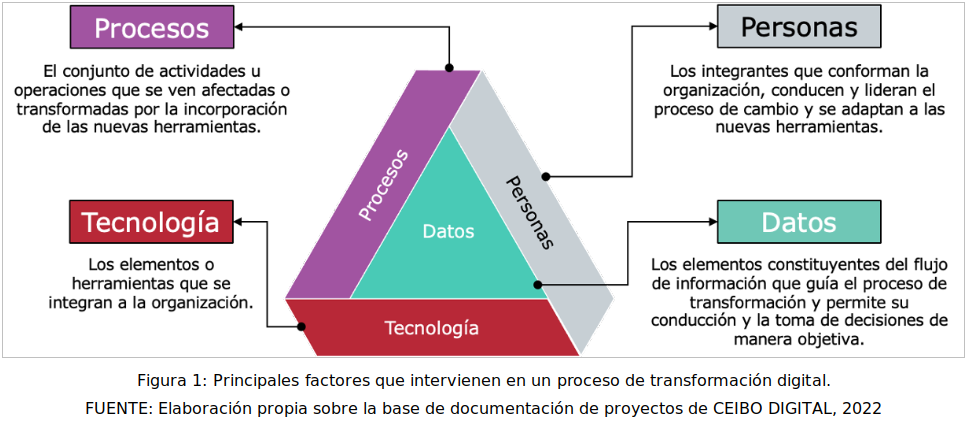 Procesos
El conjunto de actividades u
operaciones que se ven afectadas o
transformadas por la incorporación
de las nuevas herramientas.
Personas
Los integrantes que conforman la
organización, conducen y lideran el
proceso de cambio y se adaptan a las
nuevas herramientas.
Procesos
Personas
Datos
Tecnología
Tecnología
Los elementos o
herramientas que se
integran a la organización.
Datos
Los elementos constituyentes del flujo
de información que guía el proceso de
transformación y permite su
conducción y la toma de decisiones de
manera objetiva.
Figura 1: Principales factores que intervienen en un proceso de transformación digital.
FUENTE: Elaboración propia sobre la base de documentación de proyectos de CEIBO DIGITAL, 2022